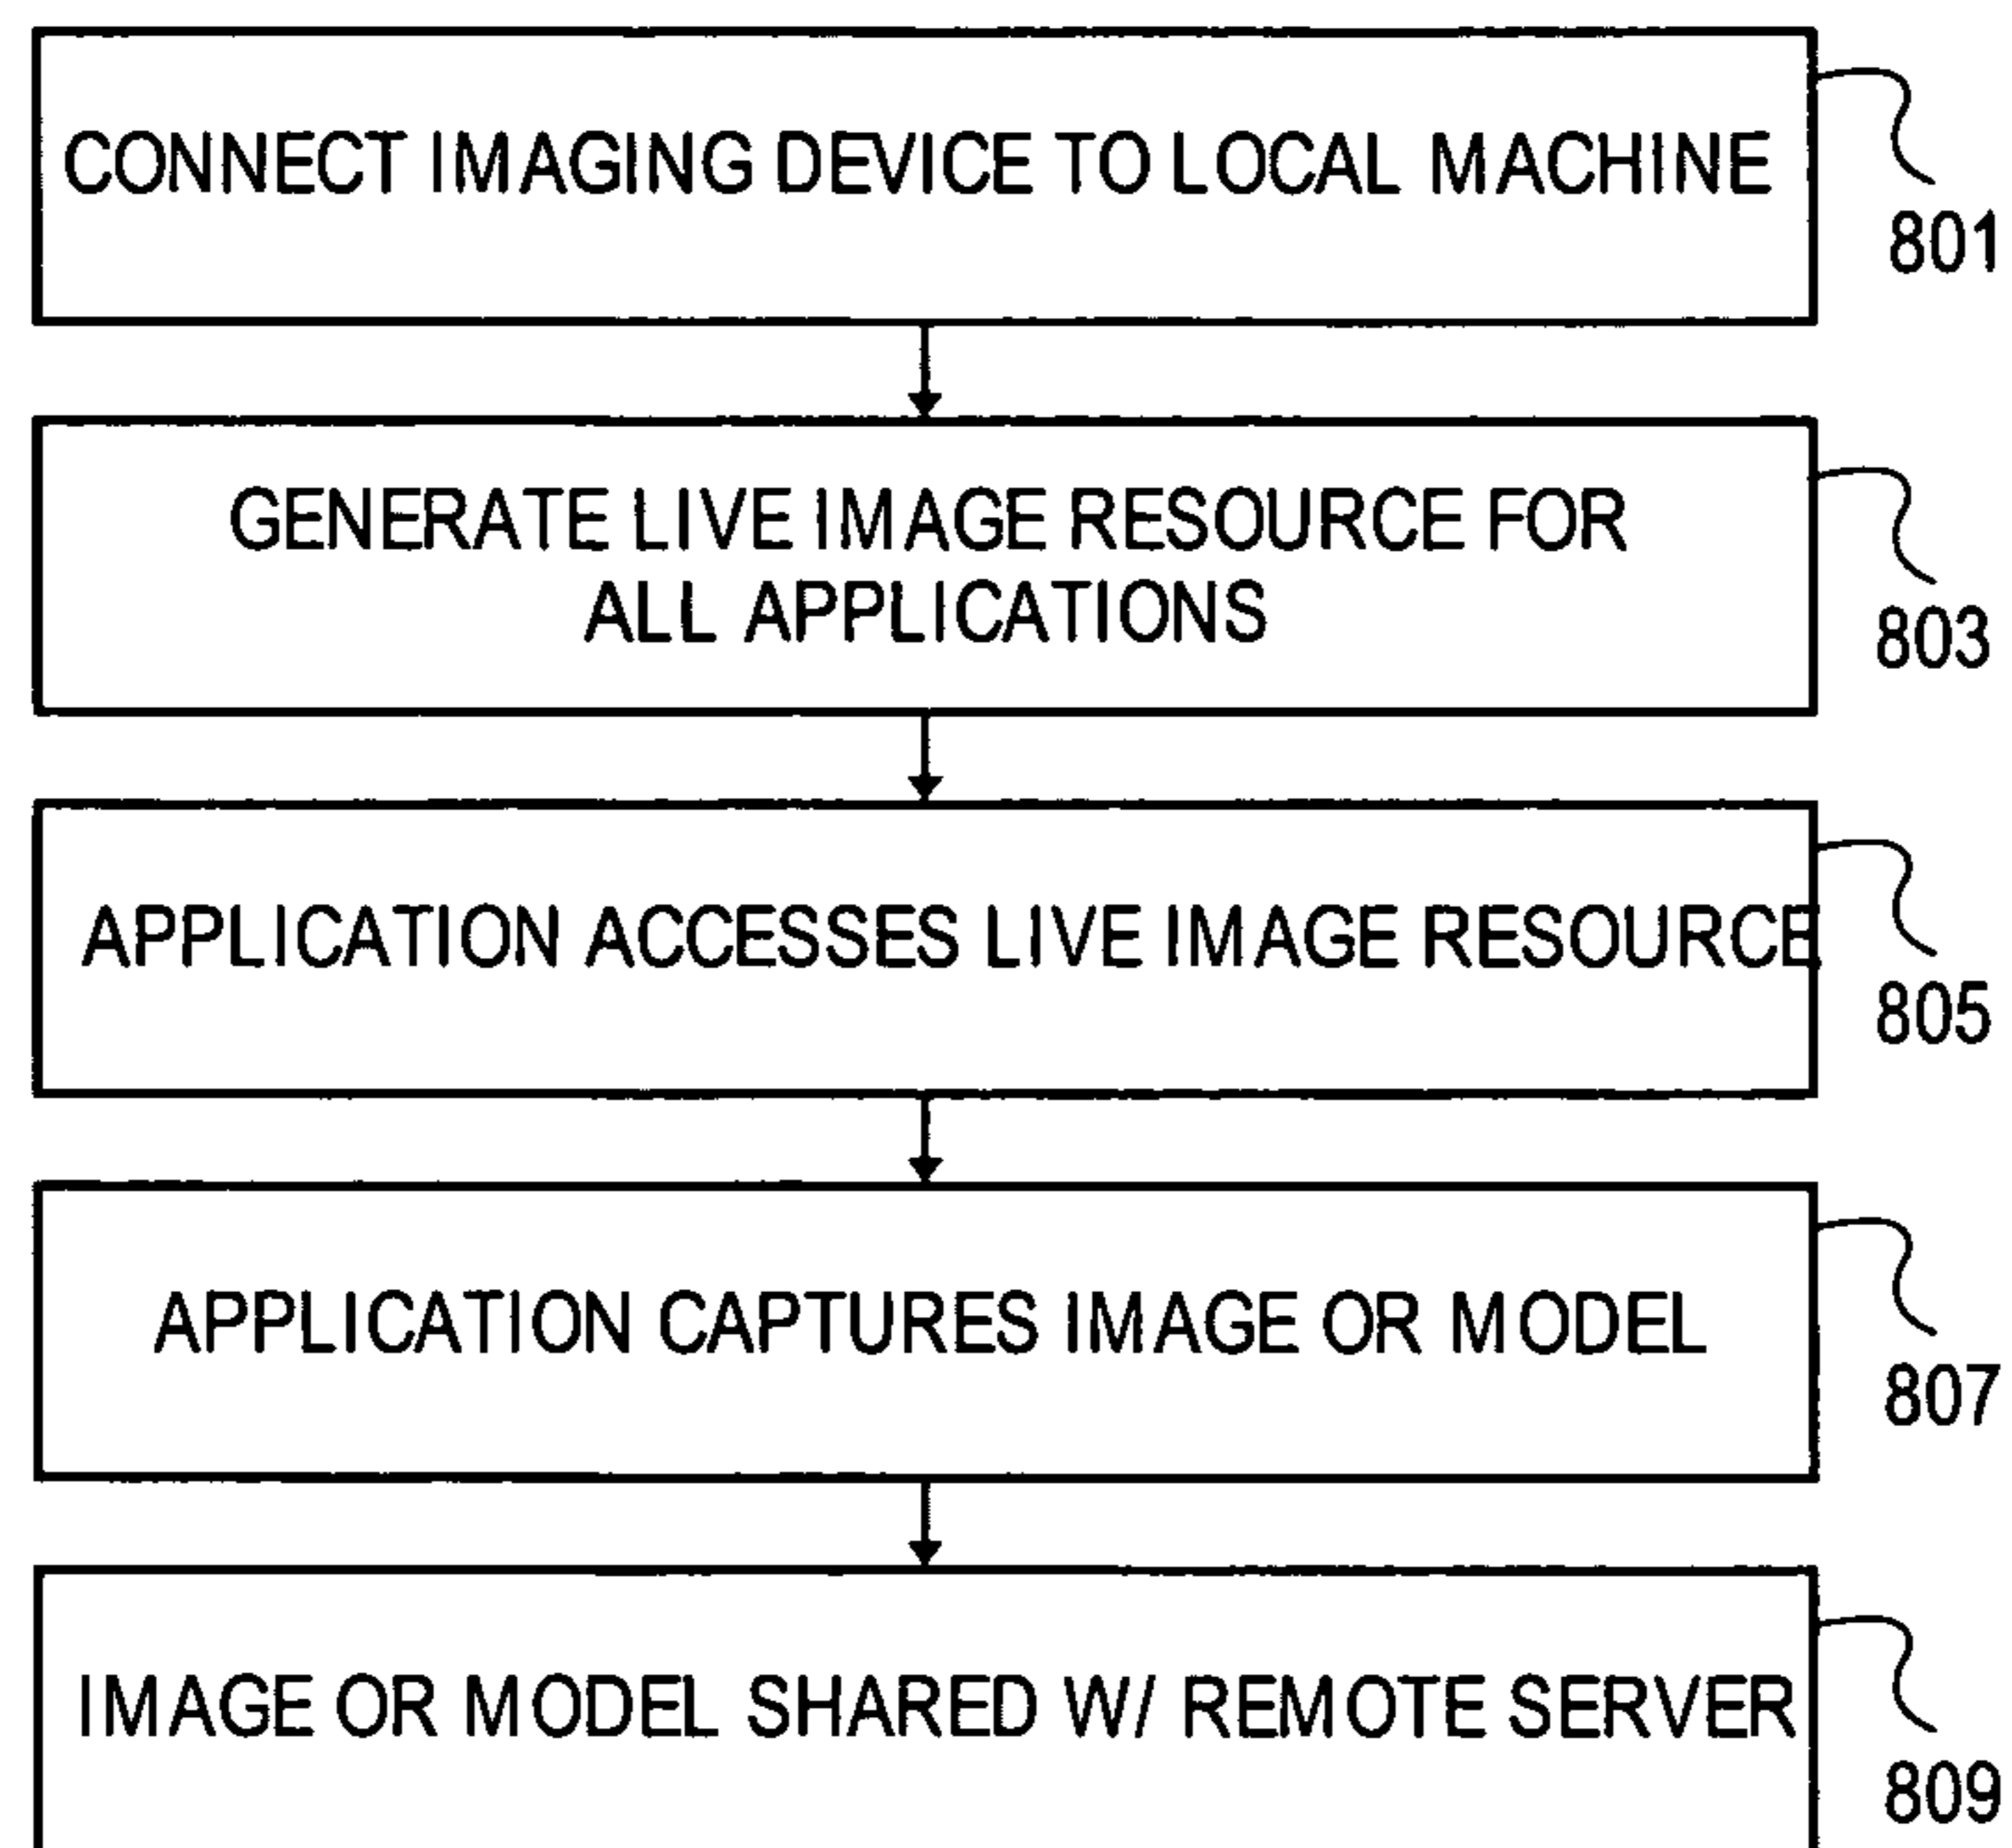 CONNECT IMAGING DEVICE TO LOCAL MACHINE
801
GENERATE LIVE IMAGE RESOURCE FOR
ALL APPLICATIONS
803
APPLICATION ACCESSES LIVE IMAGE RESOURCE
805
APPLICATION CAPTURES IMAGE OR MODEL
807
IMAGE OR MODEL SHARED W/ REMOTE SERVER
809